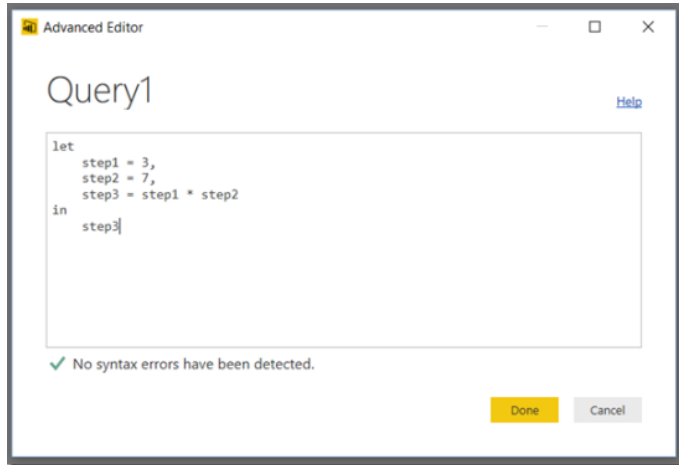 Advanced Editor
Query1
Help
let
    step1 = 3,
    step2 = 7,
    step3 = step1 * step2
in
    step3
No syntax errors have been detected.
Done Cancel